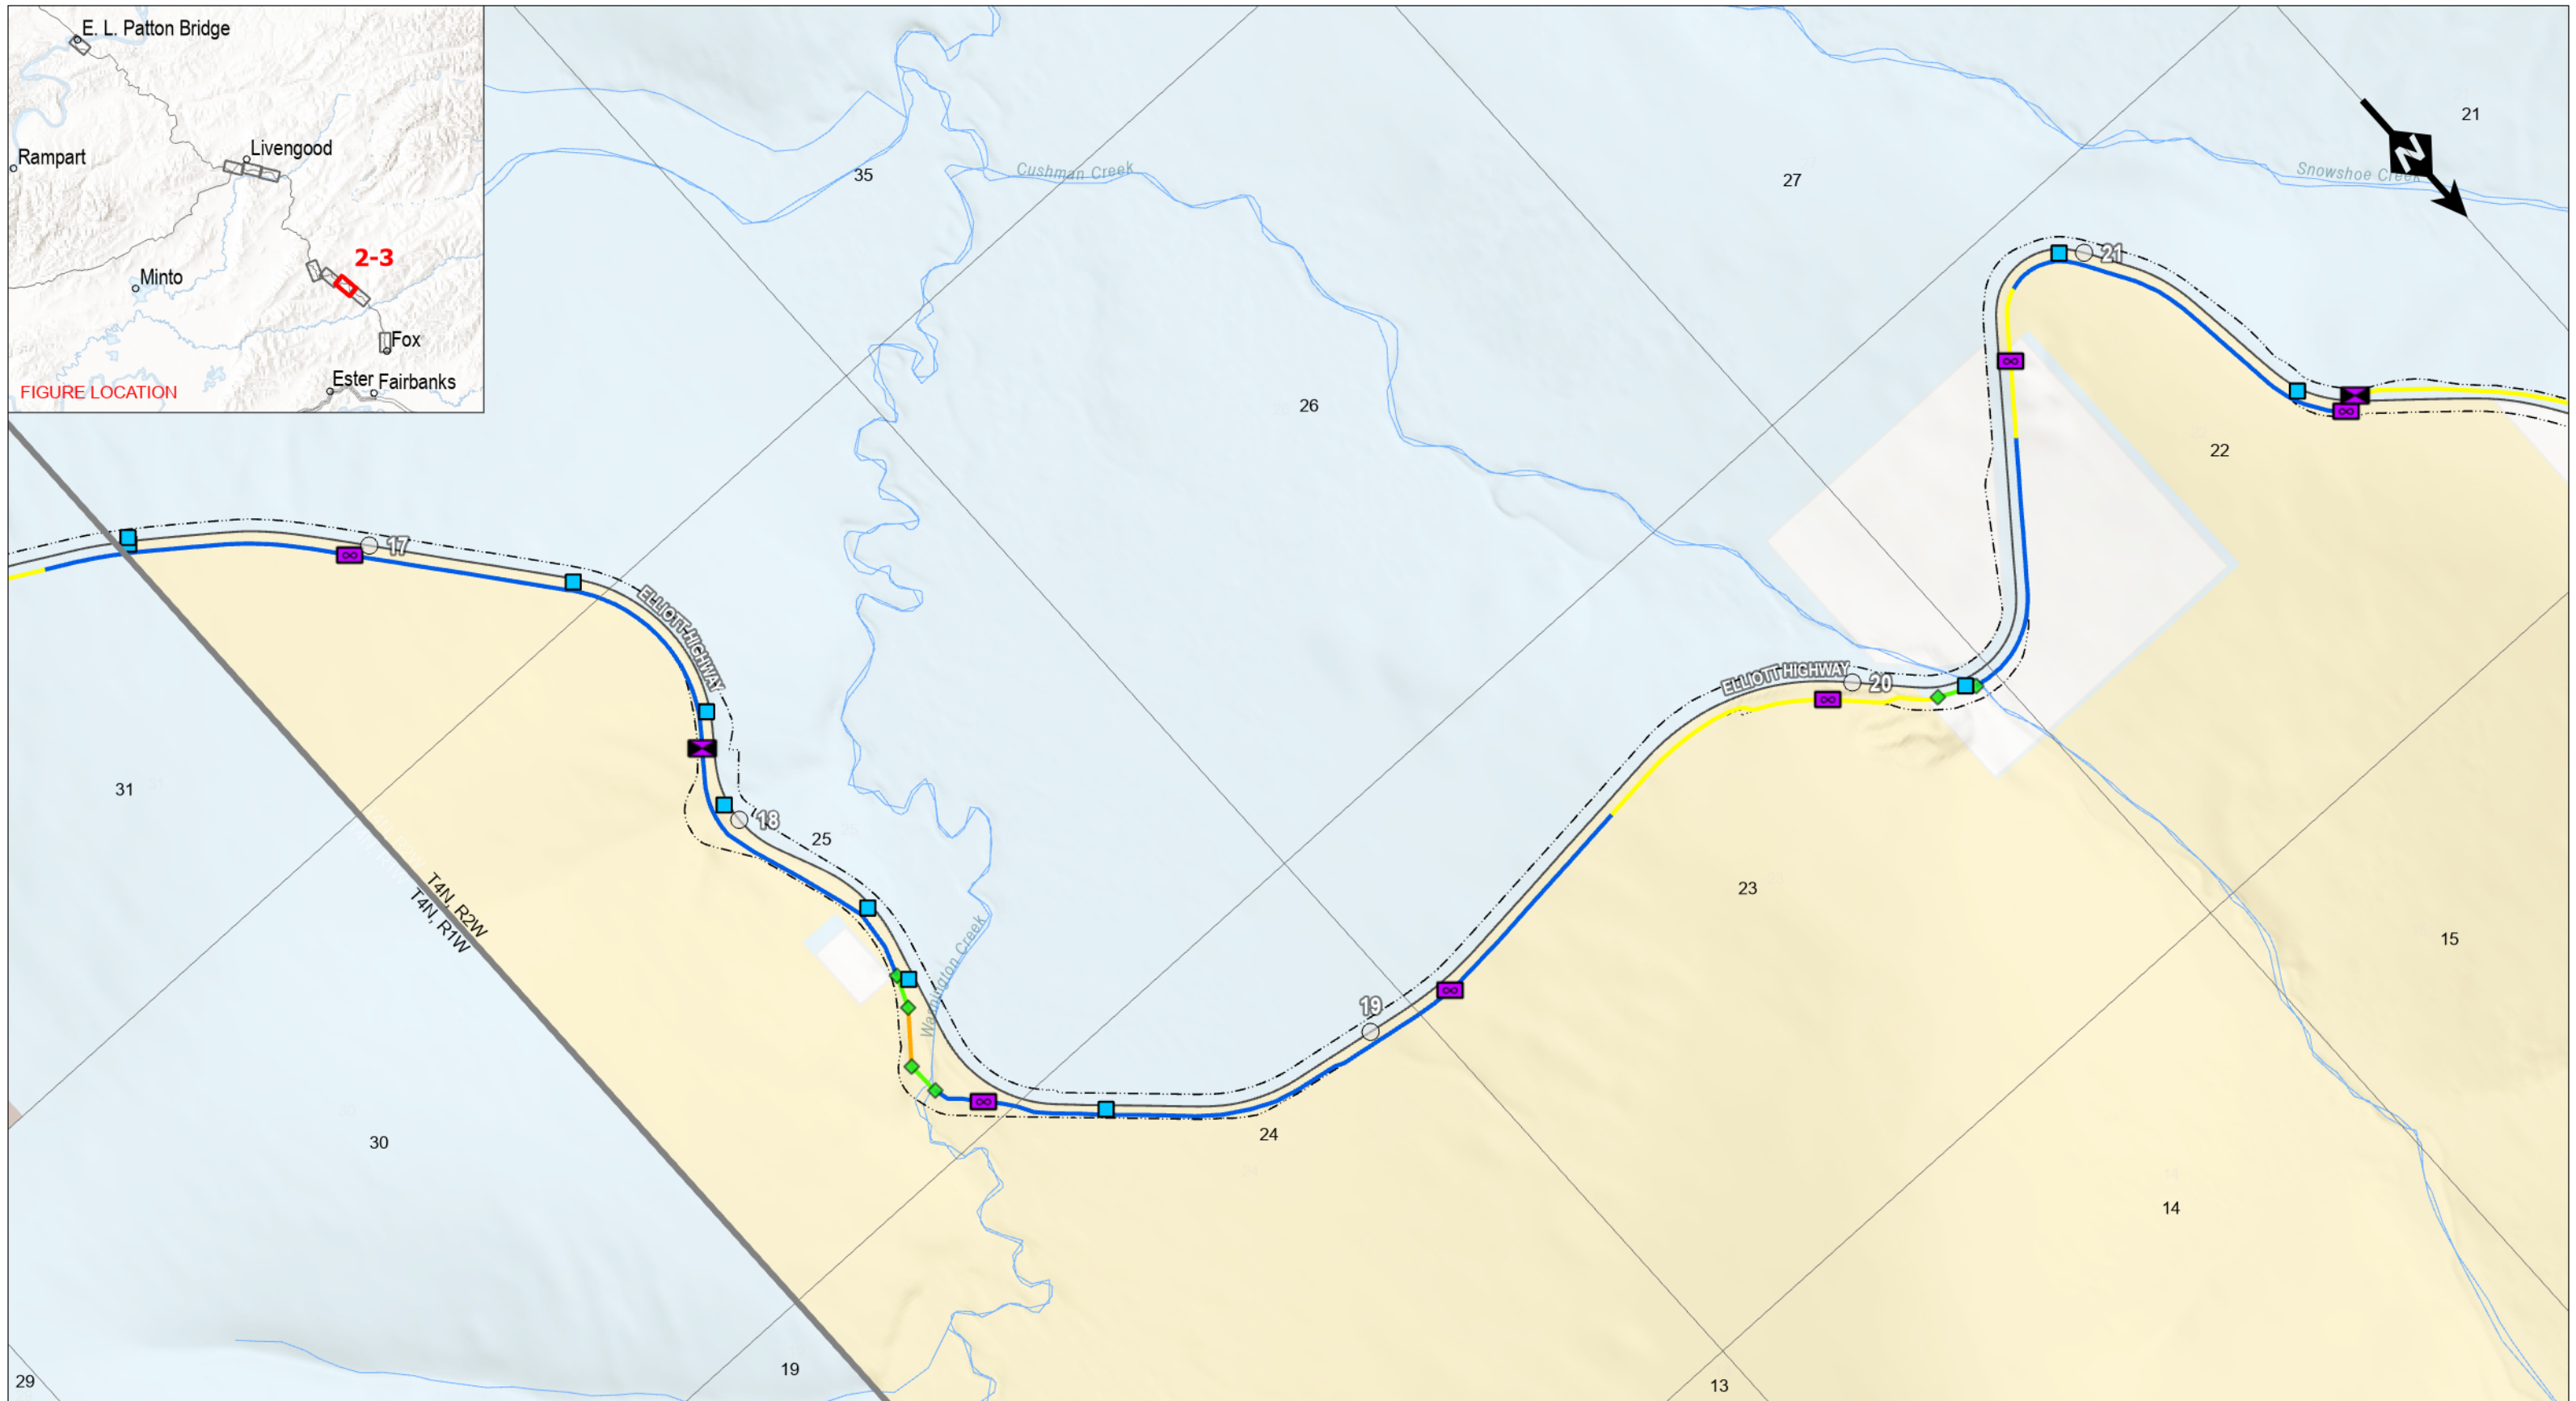 E. L. Patton Bridge
Rampart
Livengood
Minto
2-3
Fox
Ester
Fairbanks
FIGURE LOCATION
21
Cushman Creek
35
27
Snowshoe Creek
21
26
22
17
ELLIOTT HIGHWAY
ELLIOTT HIGHWAY
20
31
18
25
23
T4N, R2W
T4N, R1W
Washington Creek
15
19
24
30
14
19
29
13
N